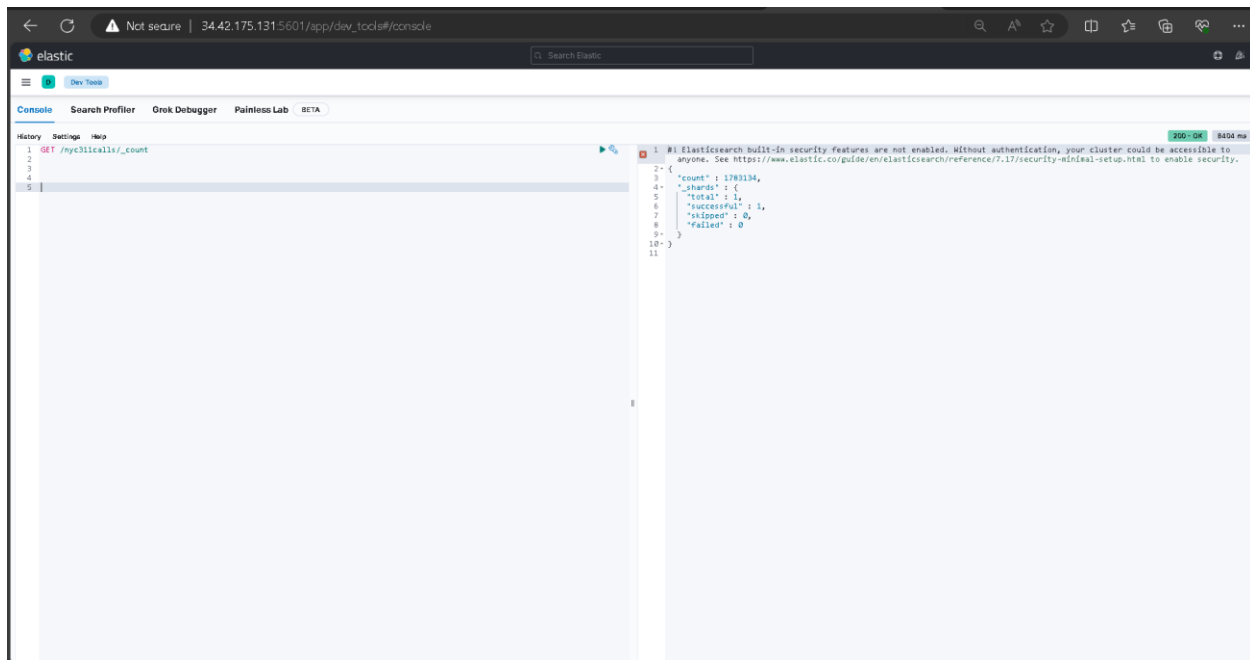 Not secure | 34.42.175.131:5601/app/dev_tools#/console
elastic
Search Elastic
D Dev Tools
Console Search Profiler Grok Debugger Painless Lab BETA
History Settings Help
200 - OK 8404 ms
1 GET /nyc311calls/_count
2
3
4
5
1 #! Elasticsearch built-in security features are not enabled. Without authentication, your cluster could be accessible to
anyone. See https://www.elastic.co/guide/en/elasticsearch/reference/7.17/security-minimal-setup.html to enable security.
2 {
3 "count" : 1783134,
4 "_shards" : {
5 "total" : 1,
6 "successful" : 1,
7 "skipped" : 0,
8 "failed" : 0
9 }
10 }
11